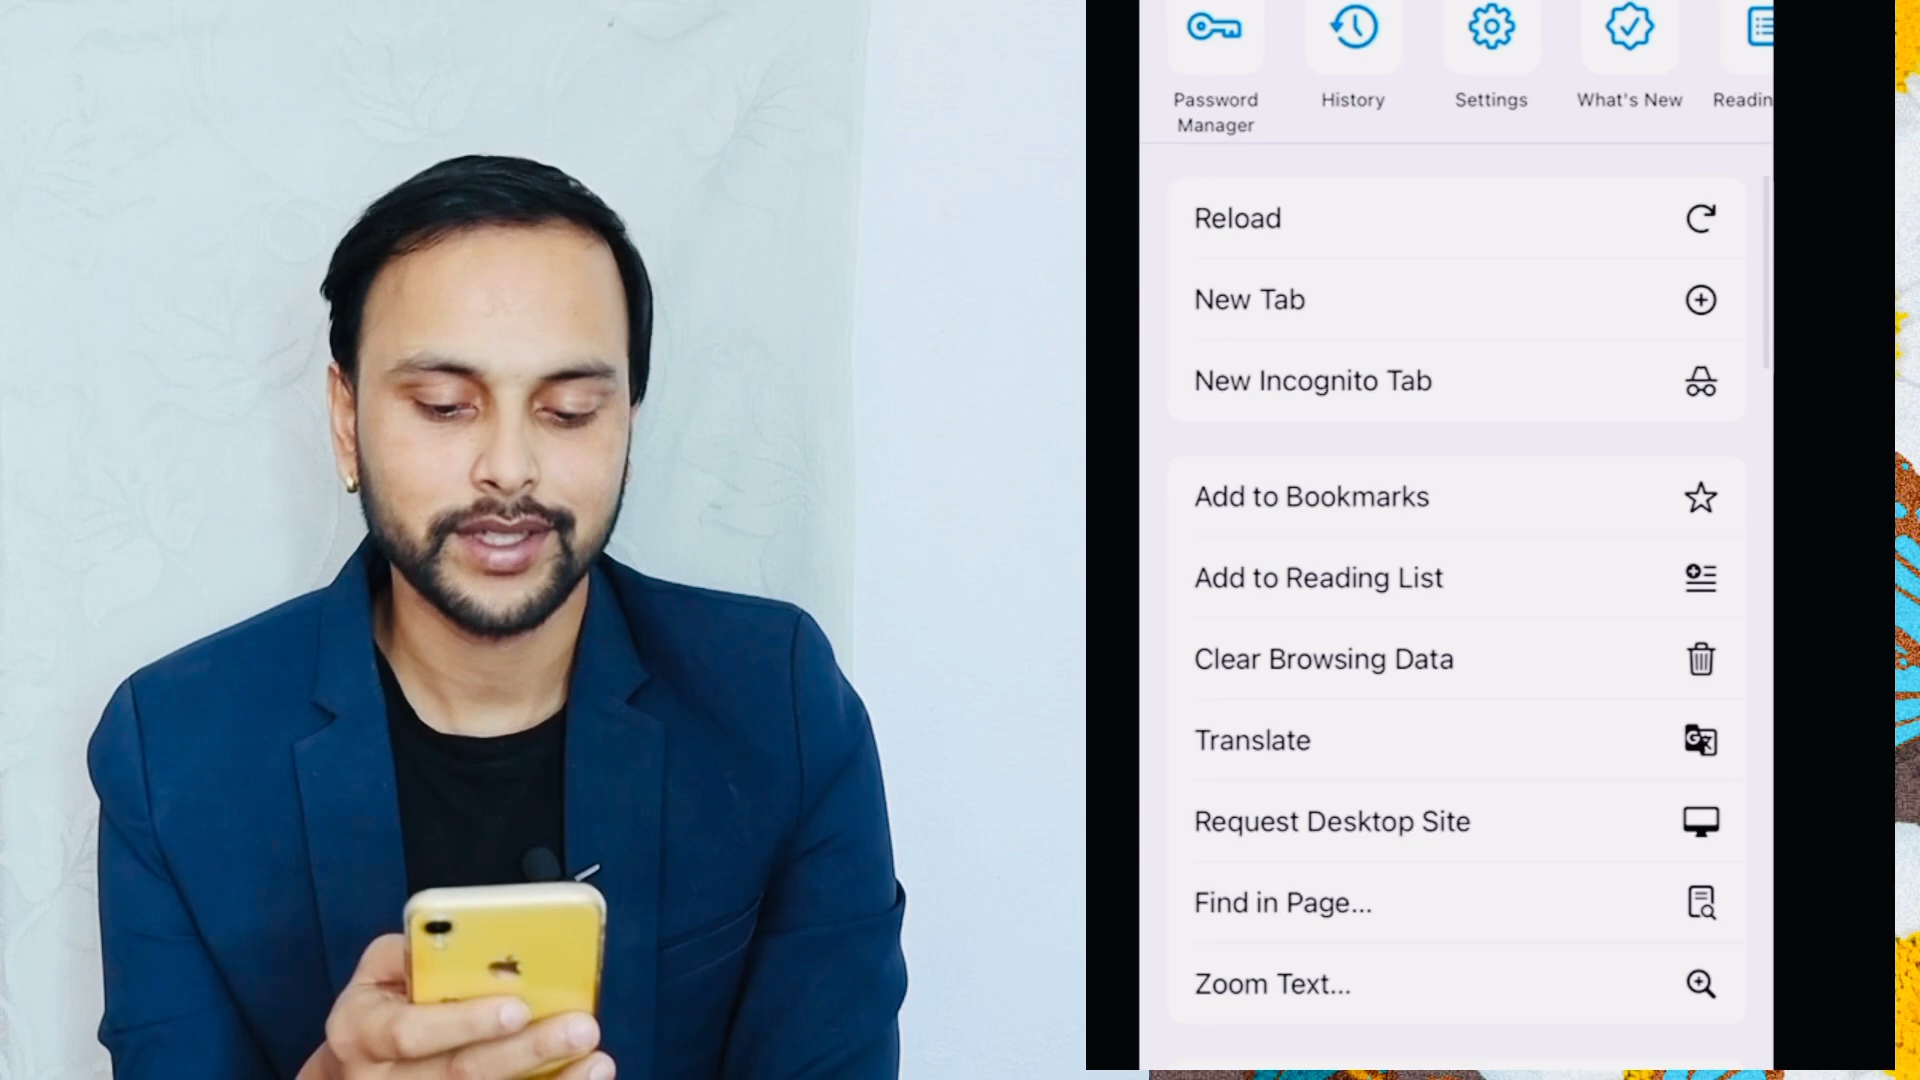 Password
Manager
History
Settings
What's New
Readin
Reload
New Tab
New Incognito Tab
Add to Bookmarks
Add to Reading List
Clear Browsing Data
Translate
Request Desktop Site
Find in Page...
Zoom Text...